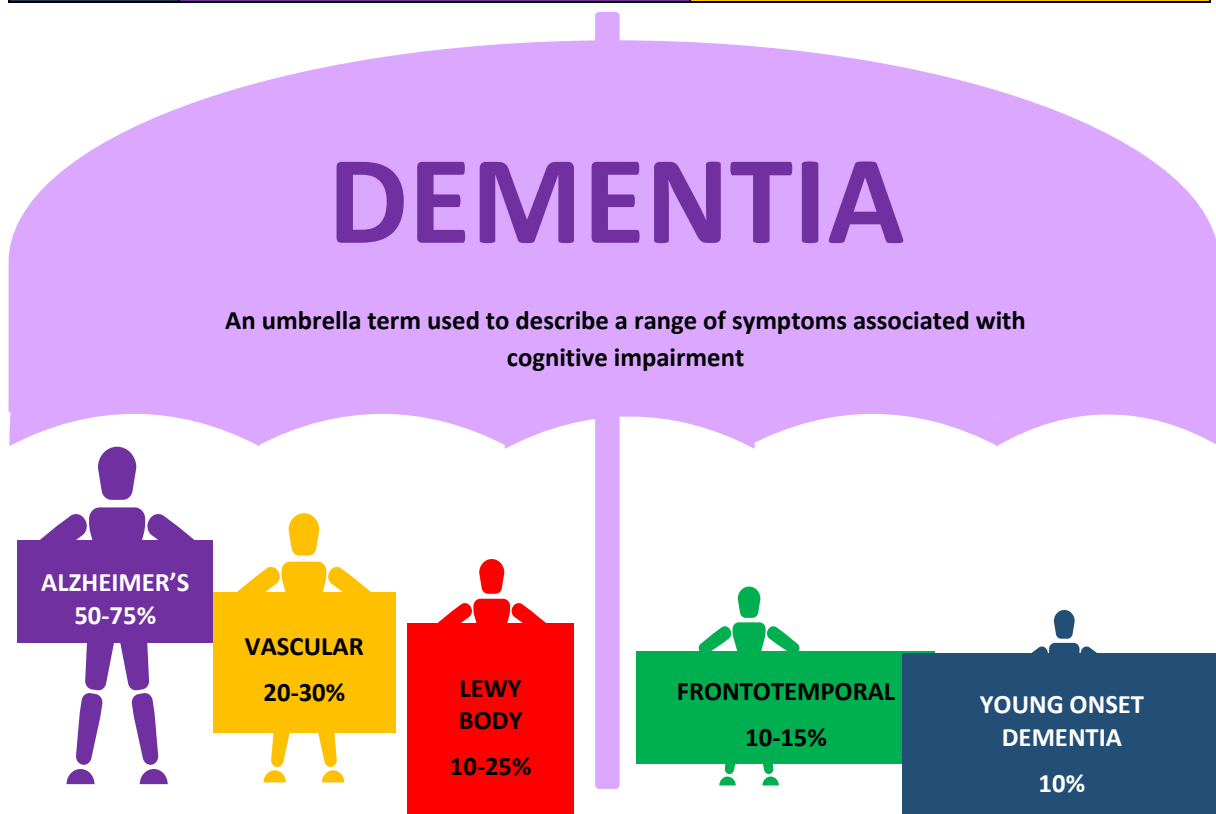 DEMENTIA
An umbrella term used to describe a range of symptoms associated with
cognitive impairment
ALZHEIMER’S
50-75%
VASCULAR
20-30%
LEWY
BODY
10-25%
FRONTOTEMPORAL
10-15%
YOUNG ONSET
DEMENTIA
10%